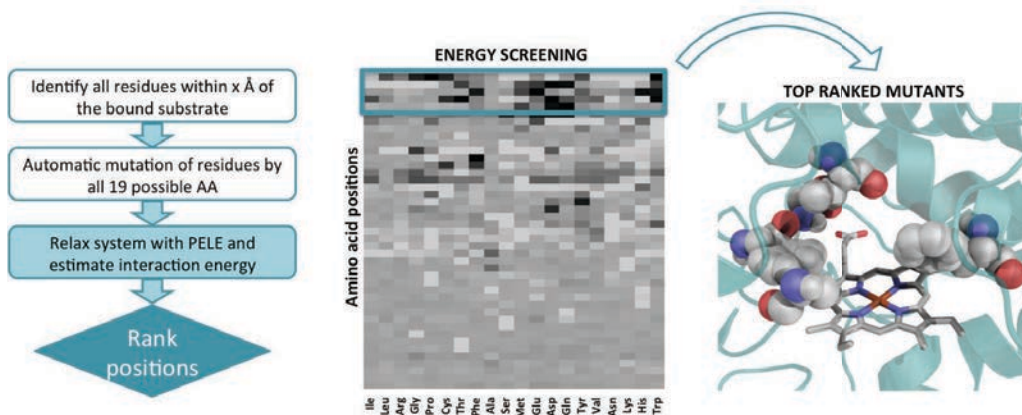 Identify all residues within x Å of
the bound substrate
Automatic mutation of residues by
all 19 possible AA
Relax system with PELE and
estimate interaction energy
Rank
positions
ENERGY SCREENING
Amino acid positions
Ile
Leu
Arg
Gly
Pro
Cys
Thr
Phe
Ala
Ser
Met
Glu
Asp
Gln
Tyr
Val
Asn
Lys
His
Trp
TOP RANKED MUTANTS